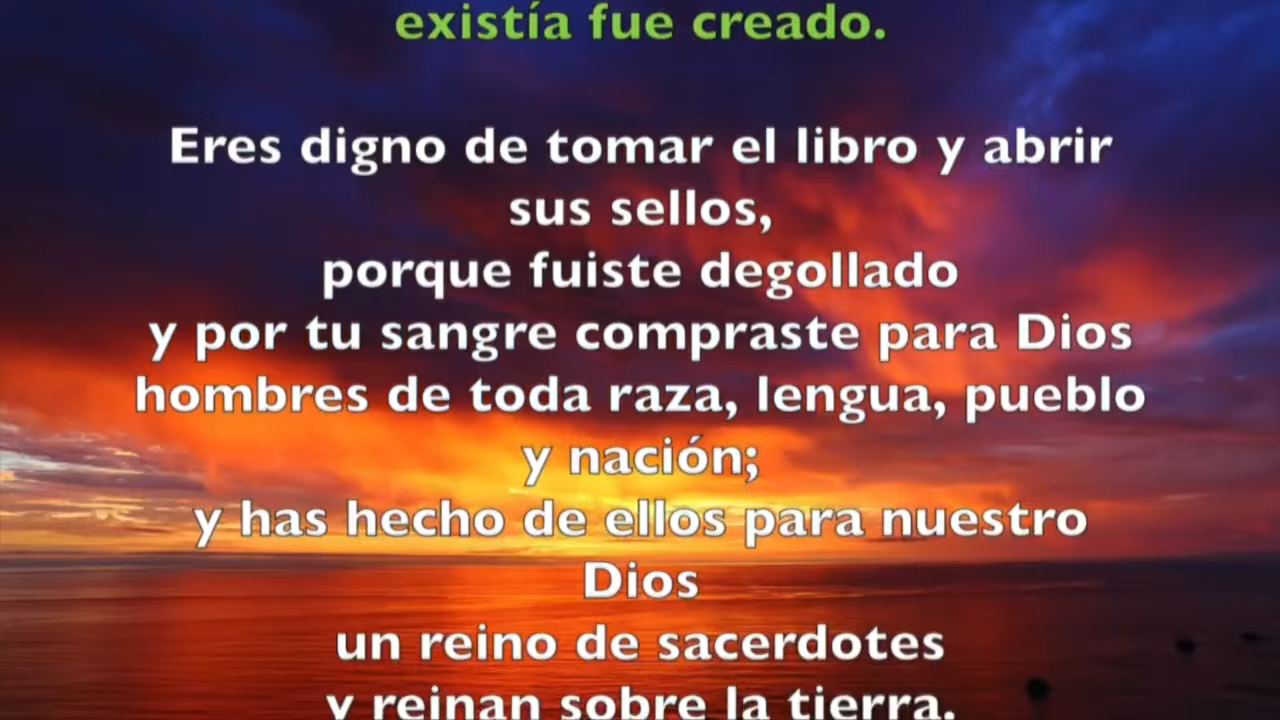 existía fue creado.
Eres digno de tomar el libro y abrir
sus sellos,
porque fuiste degollado
y por tu sangre compraste para Dios
hombres de toda raza, lengua, pueblo
y nación;
y has hecho de ellos para nuestro
Dios
un reino de sacerdotes
y reinan sobre la tierra.